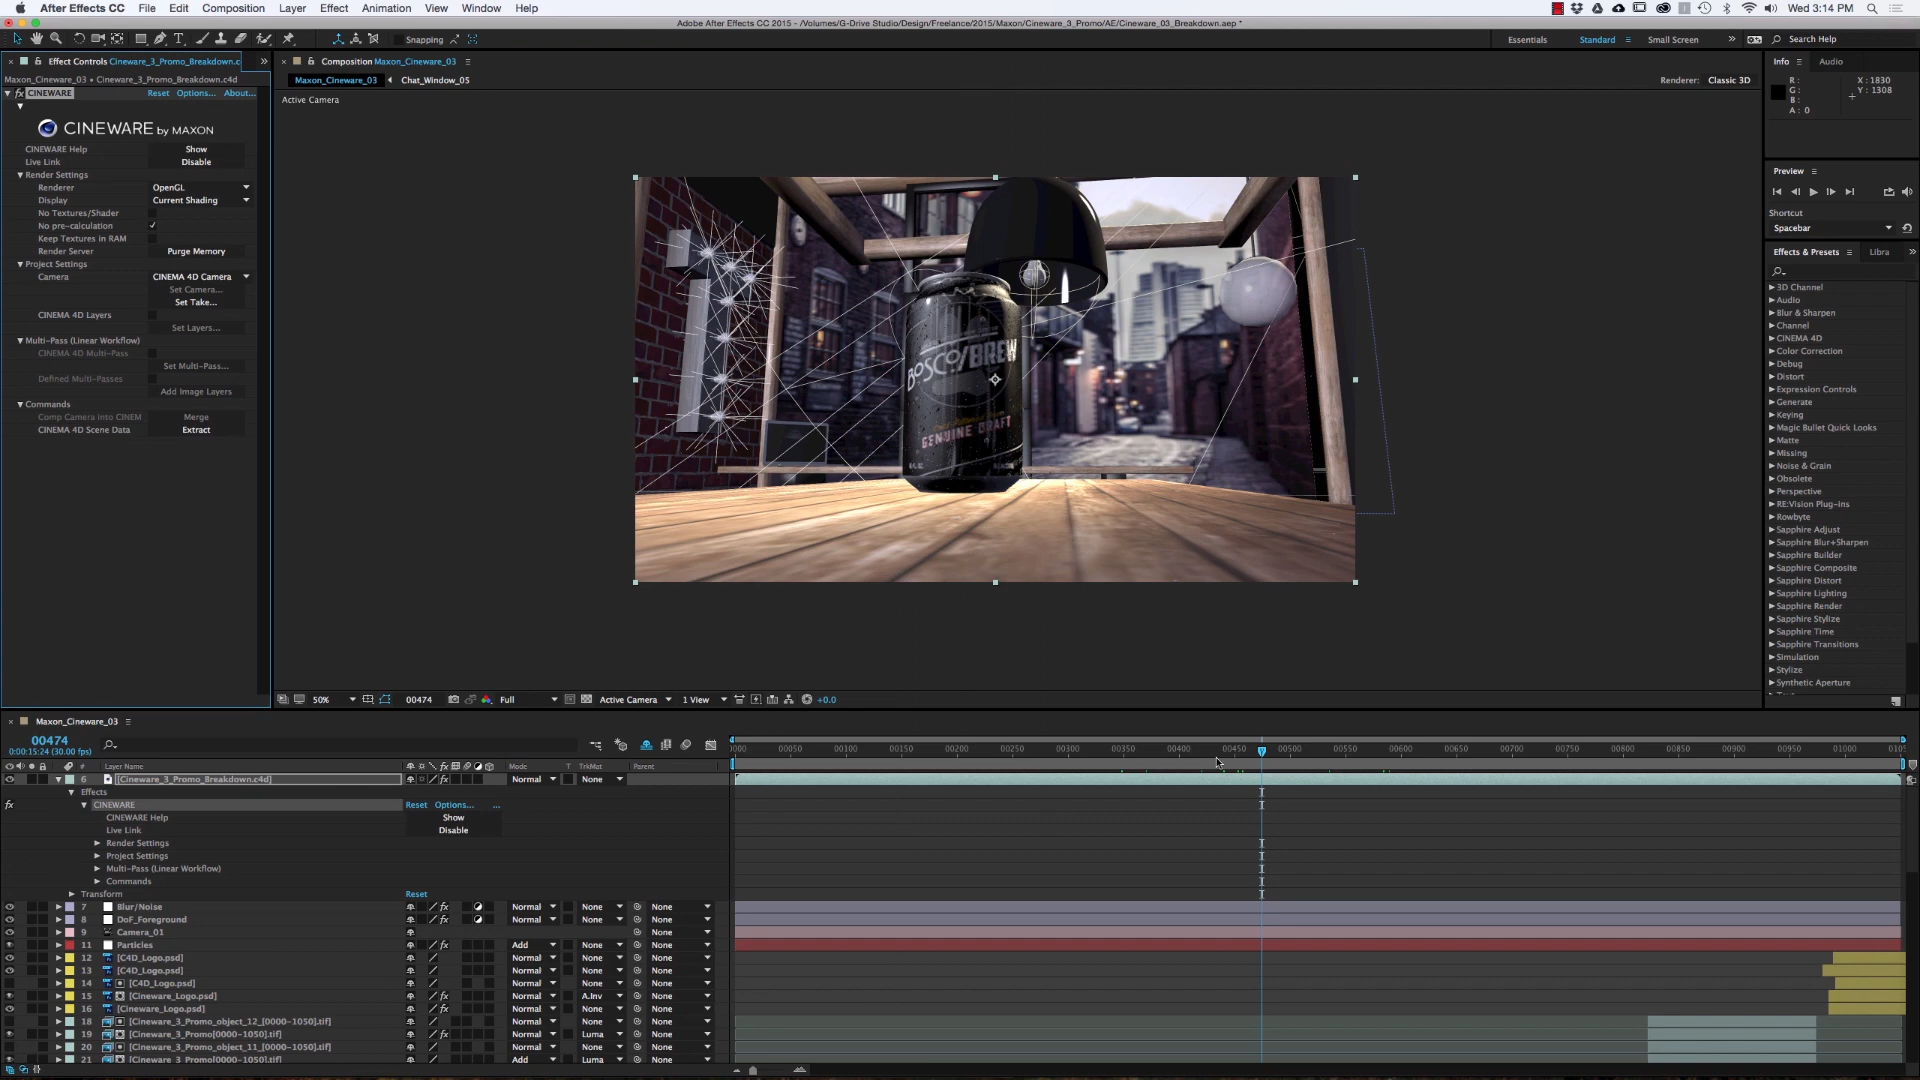 After Effects CC File Edit Composition Layer Effect Animation View Window Help Wed 3:14 PM
Adobe After Effects CC 2015 - /Volumes/G-Drive Studio/Design/Freelance/2015/Maxon/Cineware_3_Promo/AE/Cineware_03_Breakdown.aep *
Snapping Essentials Standard Small Screen » Search Help
× Effect Controls Cineware_3_Promo_Breakdown.c »
Maxon_Cineware_03 • Cineware_3_Promo_Breakdown.c4d
fx CINEWARE Reset Options... About...
CINEWARE by MAXON
CINEWARE Help Show
Live Link Disable
Render Settings
Renderer OpenGL
Display Current Shading
No Textures/Shader
No pre-calculation ✓
Keep Textures in RAM
Render Server Purge Memory
Project Settings
Camera CINEMA 4D Camera
Set Camera...
Set Take...
CINEMA 4D Layers
Set Layers...
Multi-Pass (Linear Workflow)
CINEMA 4D Multi-Pass
Set Multi-Pass...
Defined Multi-Passes
Add Image Layers
Commands
Comp Camera into CINEM Merge
CINEMA 4D Scene Data Extract
× Composition Maxon_Cineware_03
Maxon_Cineware_03 Chat_Window_05 Renderer: Classic 3D
Active Camera
BOSCO/BREW
GENUINE DRAFT
50% 00474 Full Active Camera 1 View +0.0
Info Audio
R : X : 1830
G : Y : 1308
B :
A : 0
Preview
Shortcut
Spacebar
Effects & Presets Libra »
3D Channel
Audio
Blur & Sharpen
Channel
CINEMA 4D
Color Correction
Debug
Distort
Expression Controls
Generate
Keying
Magic Bullet Quick Looks
Matte
Missing
Noise & Grain
Obsolete
Perspective
RE:Vision Plug-ins
Rowbyte
Sapphire Adjust
Sapphire Blur+Sharpen
Sapphire Builder
Sapphire Composite
Sapphire Distort
Sapphire Lighting
Sapphire Render
Sapphire Stylize
Sapphire Time
Sapphire Transitions
Simulation
Stylize
Synthetic Aperture
× Maxon_Cineware_03
00474
0:00:15:24 (30.00 fps)
0000 00050 00100 00150 00200 00250 00300 00350 00400 00450 00500 00550 00600 00650 00700 00750 00800 00850 00900 00950 01000 0105
# Layer Name Mode T TrkMat Parent
6 [Cineware_3_Promo_Breakdown.c4d] Normal None
Effects
fx CINEWARE Reset Options... ...
CINEWARE Help Show
Live Link Disable
Render Settings
Project Settings
Multi-Pass (Linear Workflow)
Commands
Transform Reset
7 Blur/Noise Normal None None
8 DoF_Foreground Normal None None
9 Camera_01 None
11 Particles Add None None
12 [C4D_Logo.psd] Normal None None
13 [C4D_Logo.psd] Normal None None
14 [C4D_Logo.psd] Normal None None
15 [Cineware_Logo.psd] Normal A.Inv None
16 [Cineware_Logo.psd] Normal None None
18 [Cineware_3_Promo_object_12_[0000-1050].tif] Normal None None
19 [Cineware_3_Promo[0000-1050].tif] Normal Luma None
20 [Cineware_3_Promo_object_11_[0000-1050].tif] Normal None None
21 [Cineware_3_Promo[0000-1050].tif] Add Luma None